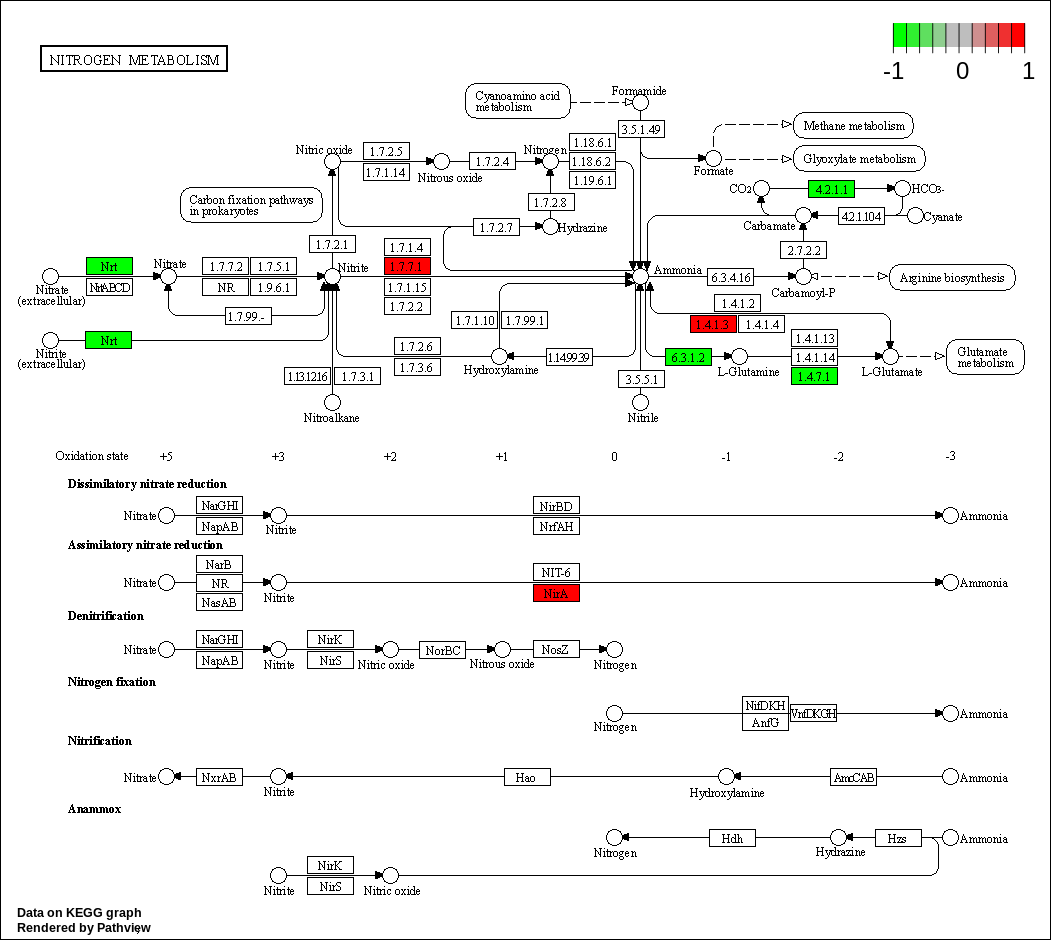 NITROGEN METABOLISM
-1 0 1
Cyanoamino acid
metabolism
Formamide
3.5.1.49
Methane metabolism
Glyoxylate metabolism
Formate
Nitric oxide
1.7.2.5
1.7.1.14
Nitrous oxide
1.7.2.4
Nitrogen
1.18.6.1
1.18.6.2
1.19.6.1
CO2
4.2.1.1
HCO3-
Carbon fixation pathways
in prokaryotes
1.7.2.8
1.7.2.7
Hydrazine
Carbamate
4.2.1.104
Cyanate
1.7.2.1
1.7.1.4
1.7.7.1
1.7.1.15
1.7.2.2
2.7.2.2
Nrt
NrtABCD
Nitrate
(extracellular)
Nitrate
1.7.7.2
1.7.5.1
NR
1.9.6.1
Nitrite
Ammonia
6.3.4.16
Carbamoyl-P
Arginine biosynthesis
1.7.99.-
1.4.1.2
1.4.1.3
1.4.1.4
Nrt
Nitrite
(extracellular)
1.7.1.10
1.7.99.1
1.7.2.6
1.7.3.6
Hydroxylamine
1.14.99.39
6.3.1.2
L-Glutamine
1.4.1.13
1.4.1.14
1.4.7.1
L-Glutamate
Glutamate
metabolism
1.13.12.16
1.7.3.1
3.5.5.1
Nitroalkane
Nitrile
Oxidation state +5 +3 +2 +1 0 -1 -2 -3
Dissimilatory nitrate reduction
Nitrate
NarGHI
NapAB
Nitrite
NirBD
NrfAH
Ammonia
Assimilatory nitrate reduction
Nitrate
NarB
NR
NasAB
Nitrite
NIT-6
NirA
Ammonia
Denitrification
Nitrate
NarGHI
NapAB
Nitrite
NirK
NirS
Nitric oxide
NorBC
Nitrous oxide
NosZ
Nitrogen
Nitrogen fixation
Nitrogen
NifDKH
AnfG
VnfDKGH
Ammonia
Nitrification
Nitrate
NxrAB
Nitrite
Hao
Hydroxylamine
AmoCAB
Ammonia
Anammox
Nitrogen
Hdh
Hydrazine
Hzs
Ammonia
Nitrite
NirK
NirS
Nitric oxide
Data on KEGG graph
Rendered by Pathview